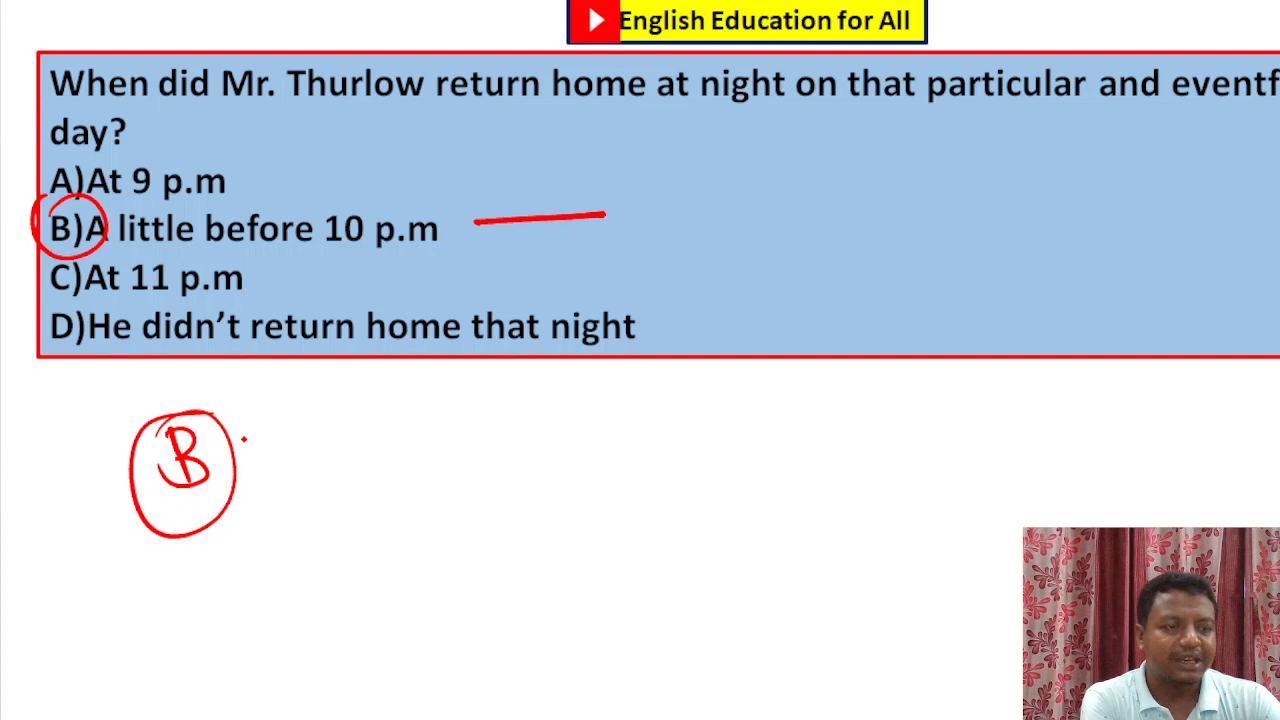 English Education for All
When did Mr. Thurlow return home at night on that particular and eventf
day?
A)At 9 p.m
B)A little before 10 p.m
C)At 11 p.m
D)He didn’t return home that night
B